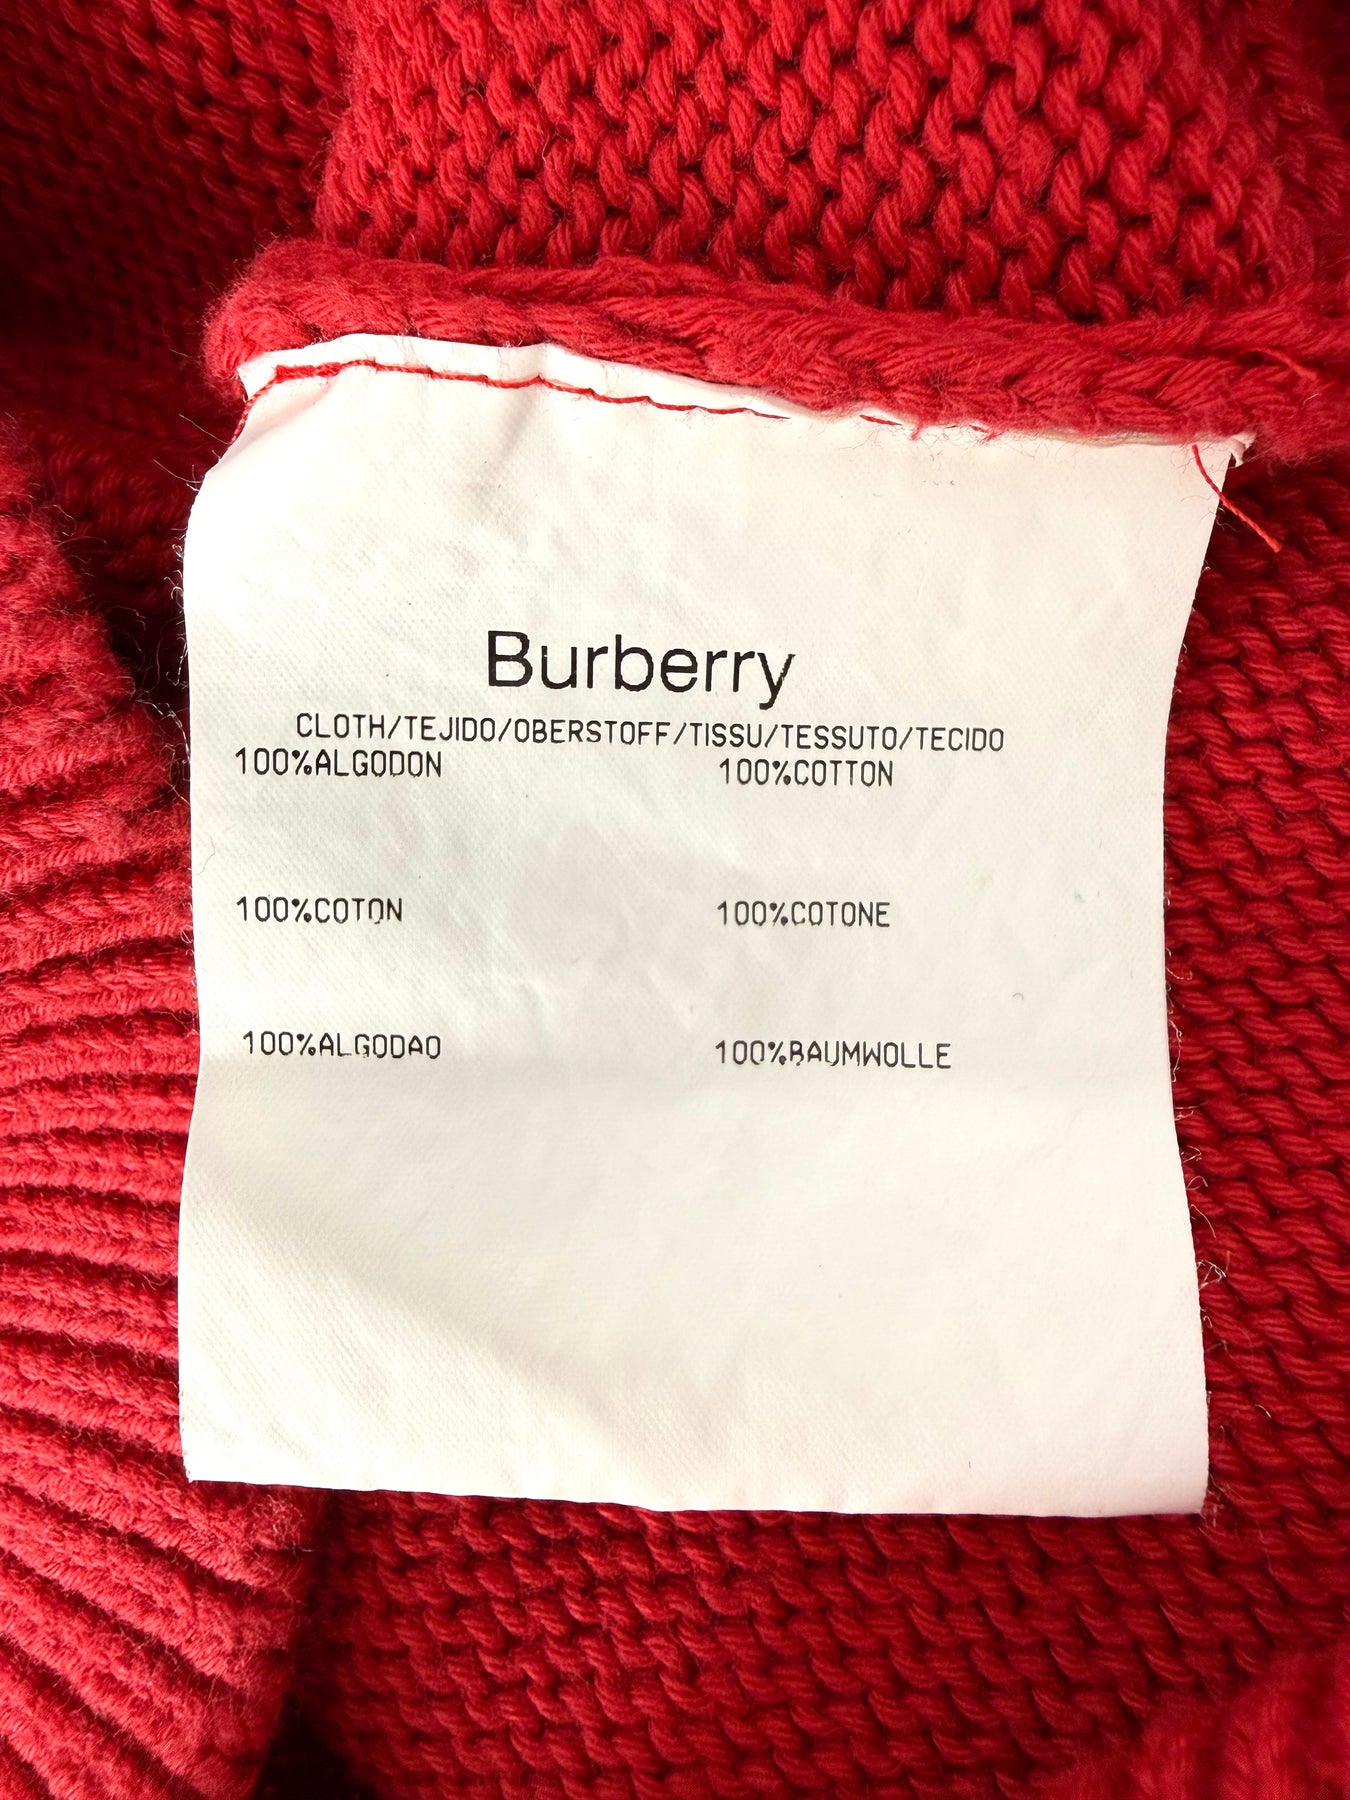 Burberry
CLOTH/TEJIDO/OBERSTOFF/TISSU/TESSUTO/TECIDO
100%ALGODON 100%COTTON
100%COTON 100%COTONE
100%ALGODAO 100%BAUMWOLLE